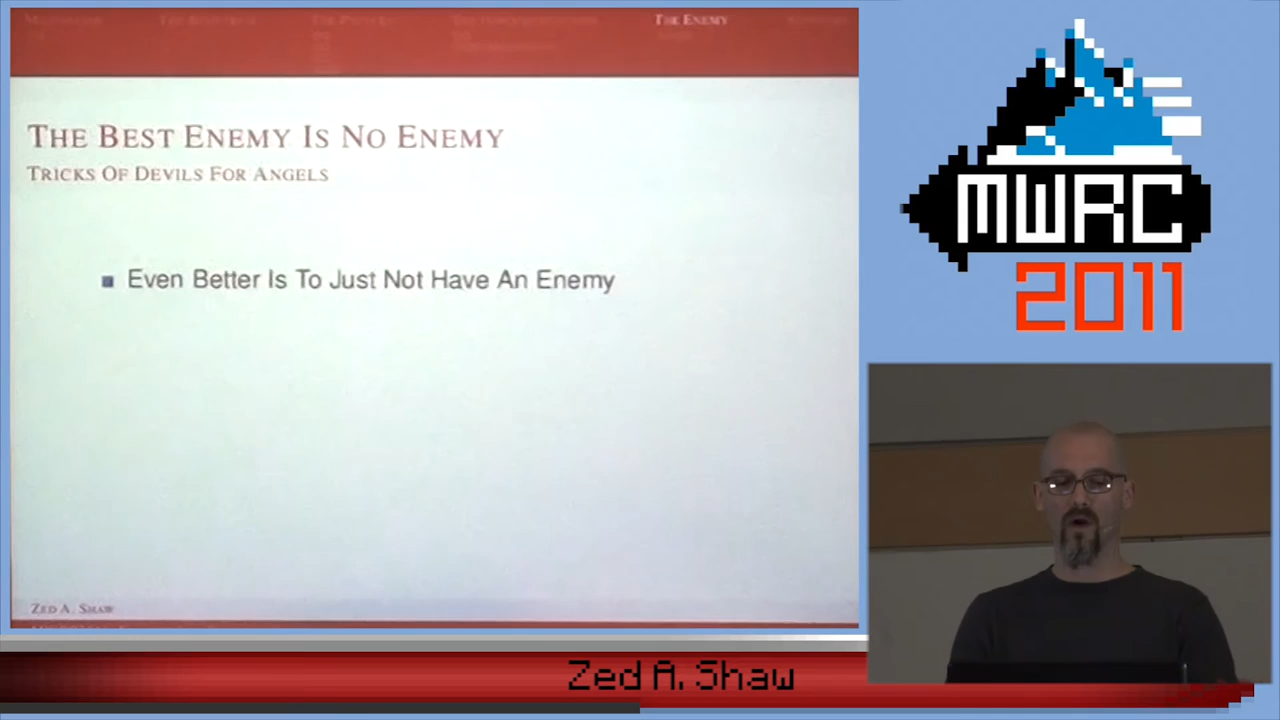 THE ENEMY
THE BEST ENEMY IS NO ENEMY
TRICKS OF DEVILS FOR ANGELS
Even Better Is To Just Not Have An Enemy
ZED A. SHAW
MWRC
2011
Zed A. Shaw